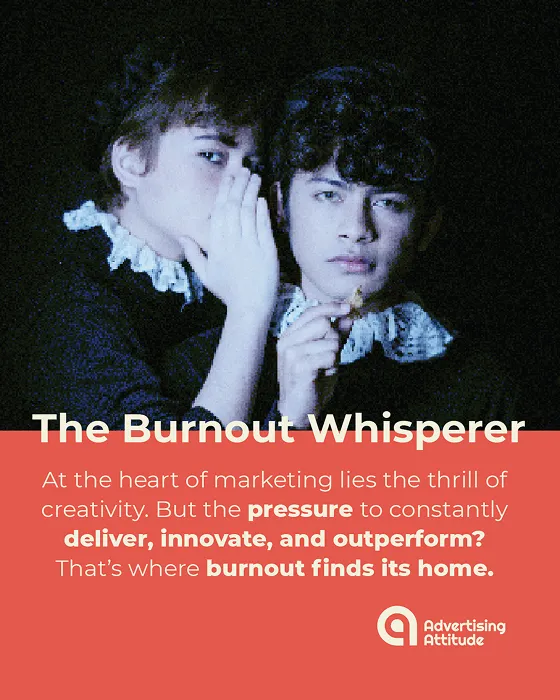 The Burnout Whisperer
At the heart of marketing lies the thrill of
creativity. But the pressure to constantly
deliver, innovate, and outperform?
That’s where burnout finds its home.
Advertising
Attitude